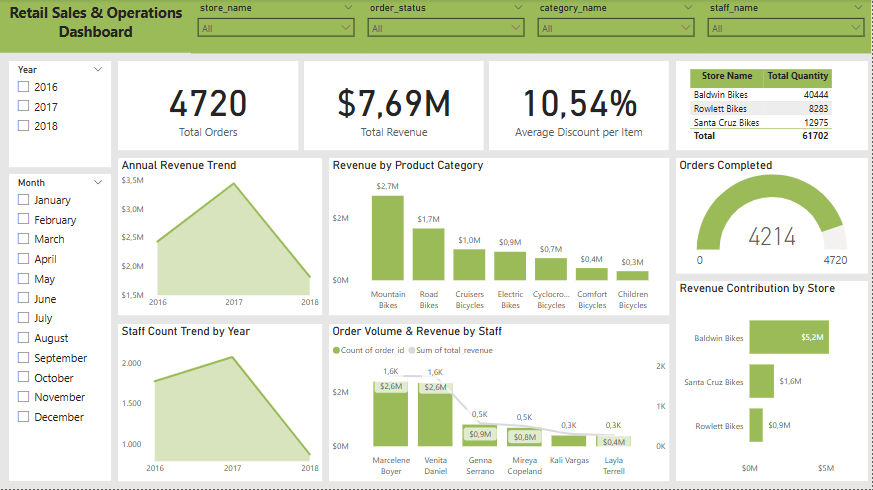 Retail Sales & Operations
Dashboard
store_name
All
order_status
All
category_name
All
staff_name
All
Year
2016
2017
2018
4720
Total Orders
$7,69M
Total Revenue
10,54%
Average Discount per Item
Store Name Total Quantity
Baldwin Bikes 40444
Rowlett Bikes 8283
Santa Cruz Bikes 12975
Total 61702
Month
January
February
March
April
May
June
July
August
September
October
November
December
Annual Revenue Trend
$3,5M
$3,0M
$2,5M
$2,0M
$1,5M
2016 2017 2018
Revenue by Product Category
$2M
$0M
$2,7M
$1,7M
$1,0M
$0,9M
$0,7M
$0,4M
$0,3M
Mountain Bikes
Road Bikes
Cruisers Bicycles
Electric Bikes
Cyclocro... Bicycles
Comfort Bicycles
Children Bicycles
Orders Completed
4214
0 4720
Staff Count Trend by Year
2.000
1.500
1.000
2016 2017 2018
Order Volume & Revenue by Staff
Count of order_id Sum of total_revenue
$2M
$0M
2K
1K
0K
1,6K 1,6K 0,5K 0,5K 0,3K 0,3K
$2,6M $2,6M $0,9M $0,8M $0,4M
Marcelene Boyer
Venita Daniel
Genna Serrano
Mireya Copeland
Kali Vargas
Layla Terrell
Revenue Contribution by Store
Baldwin Bikes $5,2M
Santa Cruz Bikes $1,6M
Rowlett Bikes $0,9M
$0M $5M